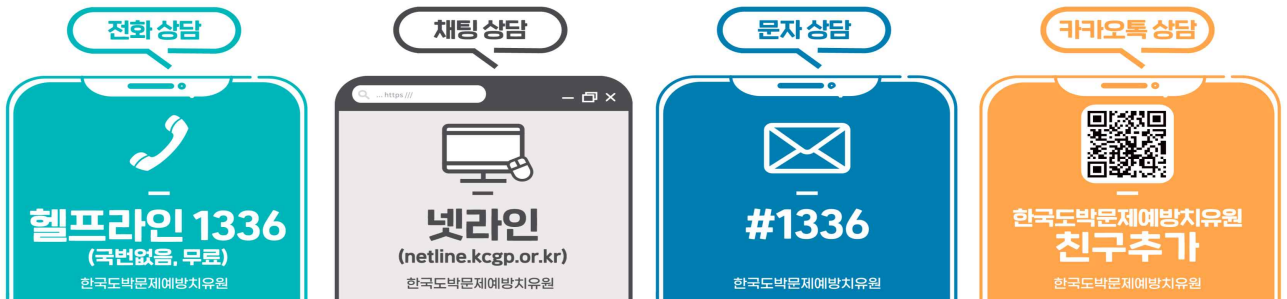 전화 상담
헬프라인 1336
(국번없음, 무료)
한국도박문제예방치유원
채팅 상담
... https ///
넷라인
(netline.kcgp.or.kr)
한국도박문제예방치유원
문자 상담
#1336
한국도박문제예방치유원
카카오톡 상담
한국도박문제예방치유원
친구추가
한국도박문제예방치유원